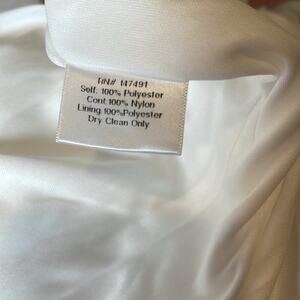 RN# 147491
Self: 100% Polyester
Cont:100% Nylon
Lining:100%Polyester
Dry Clean Only